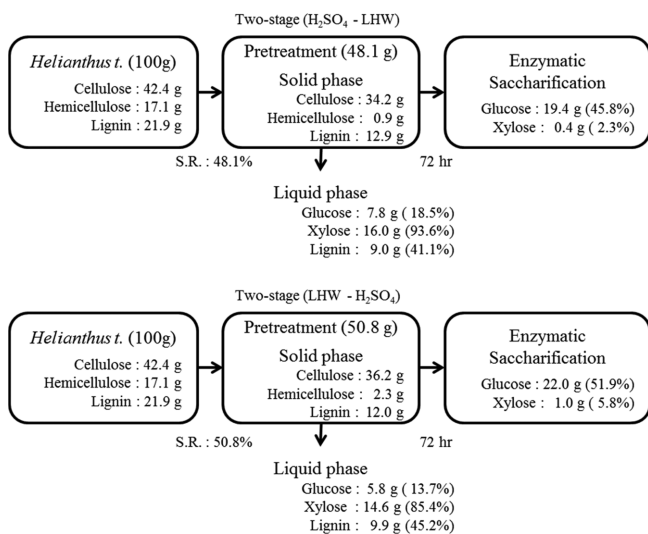 Two-stage (H₂SO₄ - LHW)
Helianthus t. (100g)
Cellulose : 42.4 g
Hemicellulose : 17.1 g
Lignin : 21.9 g
Pretreatment (48.1 g)
Solid phase
Cellulose : 34.2 g
Hemicellulose : 0.9 g
Lignin : 12.9 g
Enzymatic
Saccharification
Glucose : 19.4 g (45.8%)
Xylose : 0.4 g ( 2.3%)
S.R. : 48.1%
72 hr
Liquid phase
Glucose : 7.8 g ( 18.5%)
Xylose : 16.0 g (93.6%)
Lignin : 9.0 g (41.1%)
Two-stage (LHW - H₂SO₄)
Helianthus t. (100g)
Cellulose : 42.4 g
Hemicellulose : 17.1 g
Lignin : 21.9 g
Pretreatment (50.8 g)
Solid phase
Cellulose : 36.2 g
Hemicellulose : 2.3 g
Lignin : 12.0 g
Enzymatic
Saccharification
Glucose : 22.0 g (51.9%)
Xylose : 1.0 g ( 5.8%)
S.R. : 50.8%
72 hr
Liquid phase
Glucose : 5.8 g ( 13.7%)
Xylose : 14.6 g (85.4%)
Lignin : 9.9 g (45.2%)